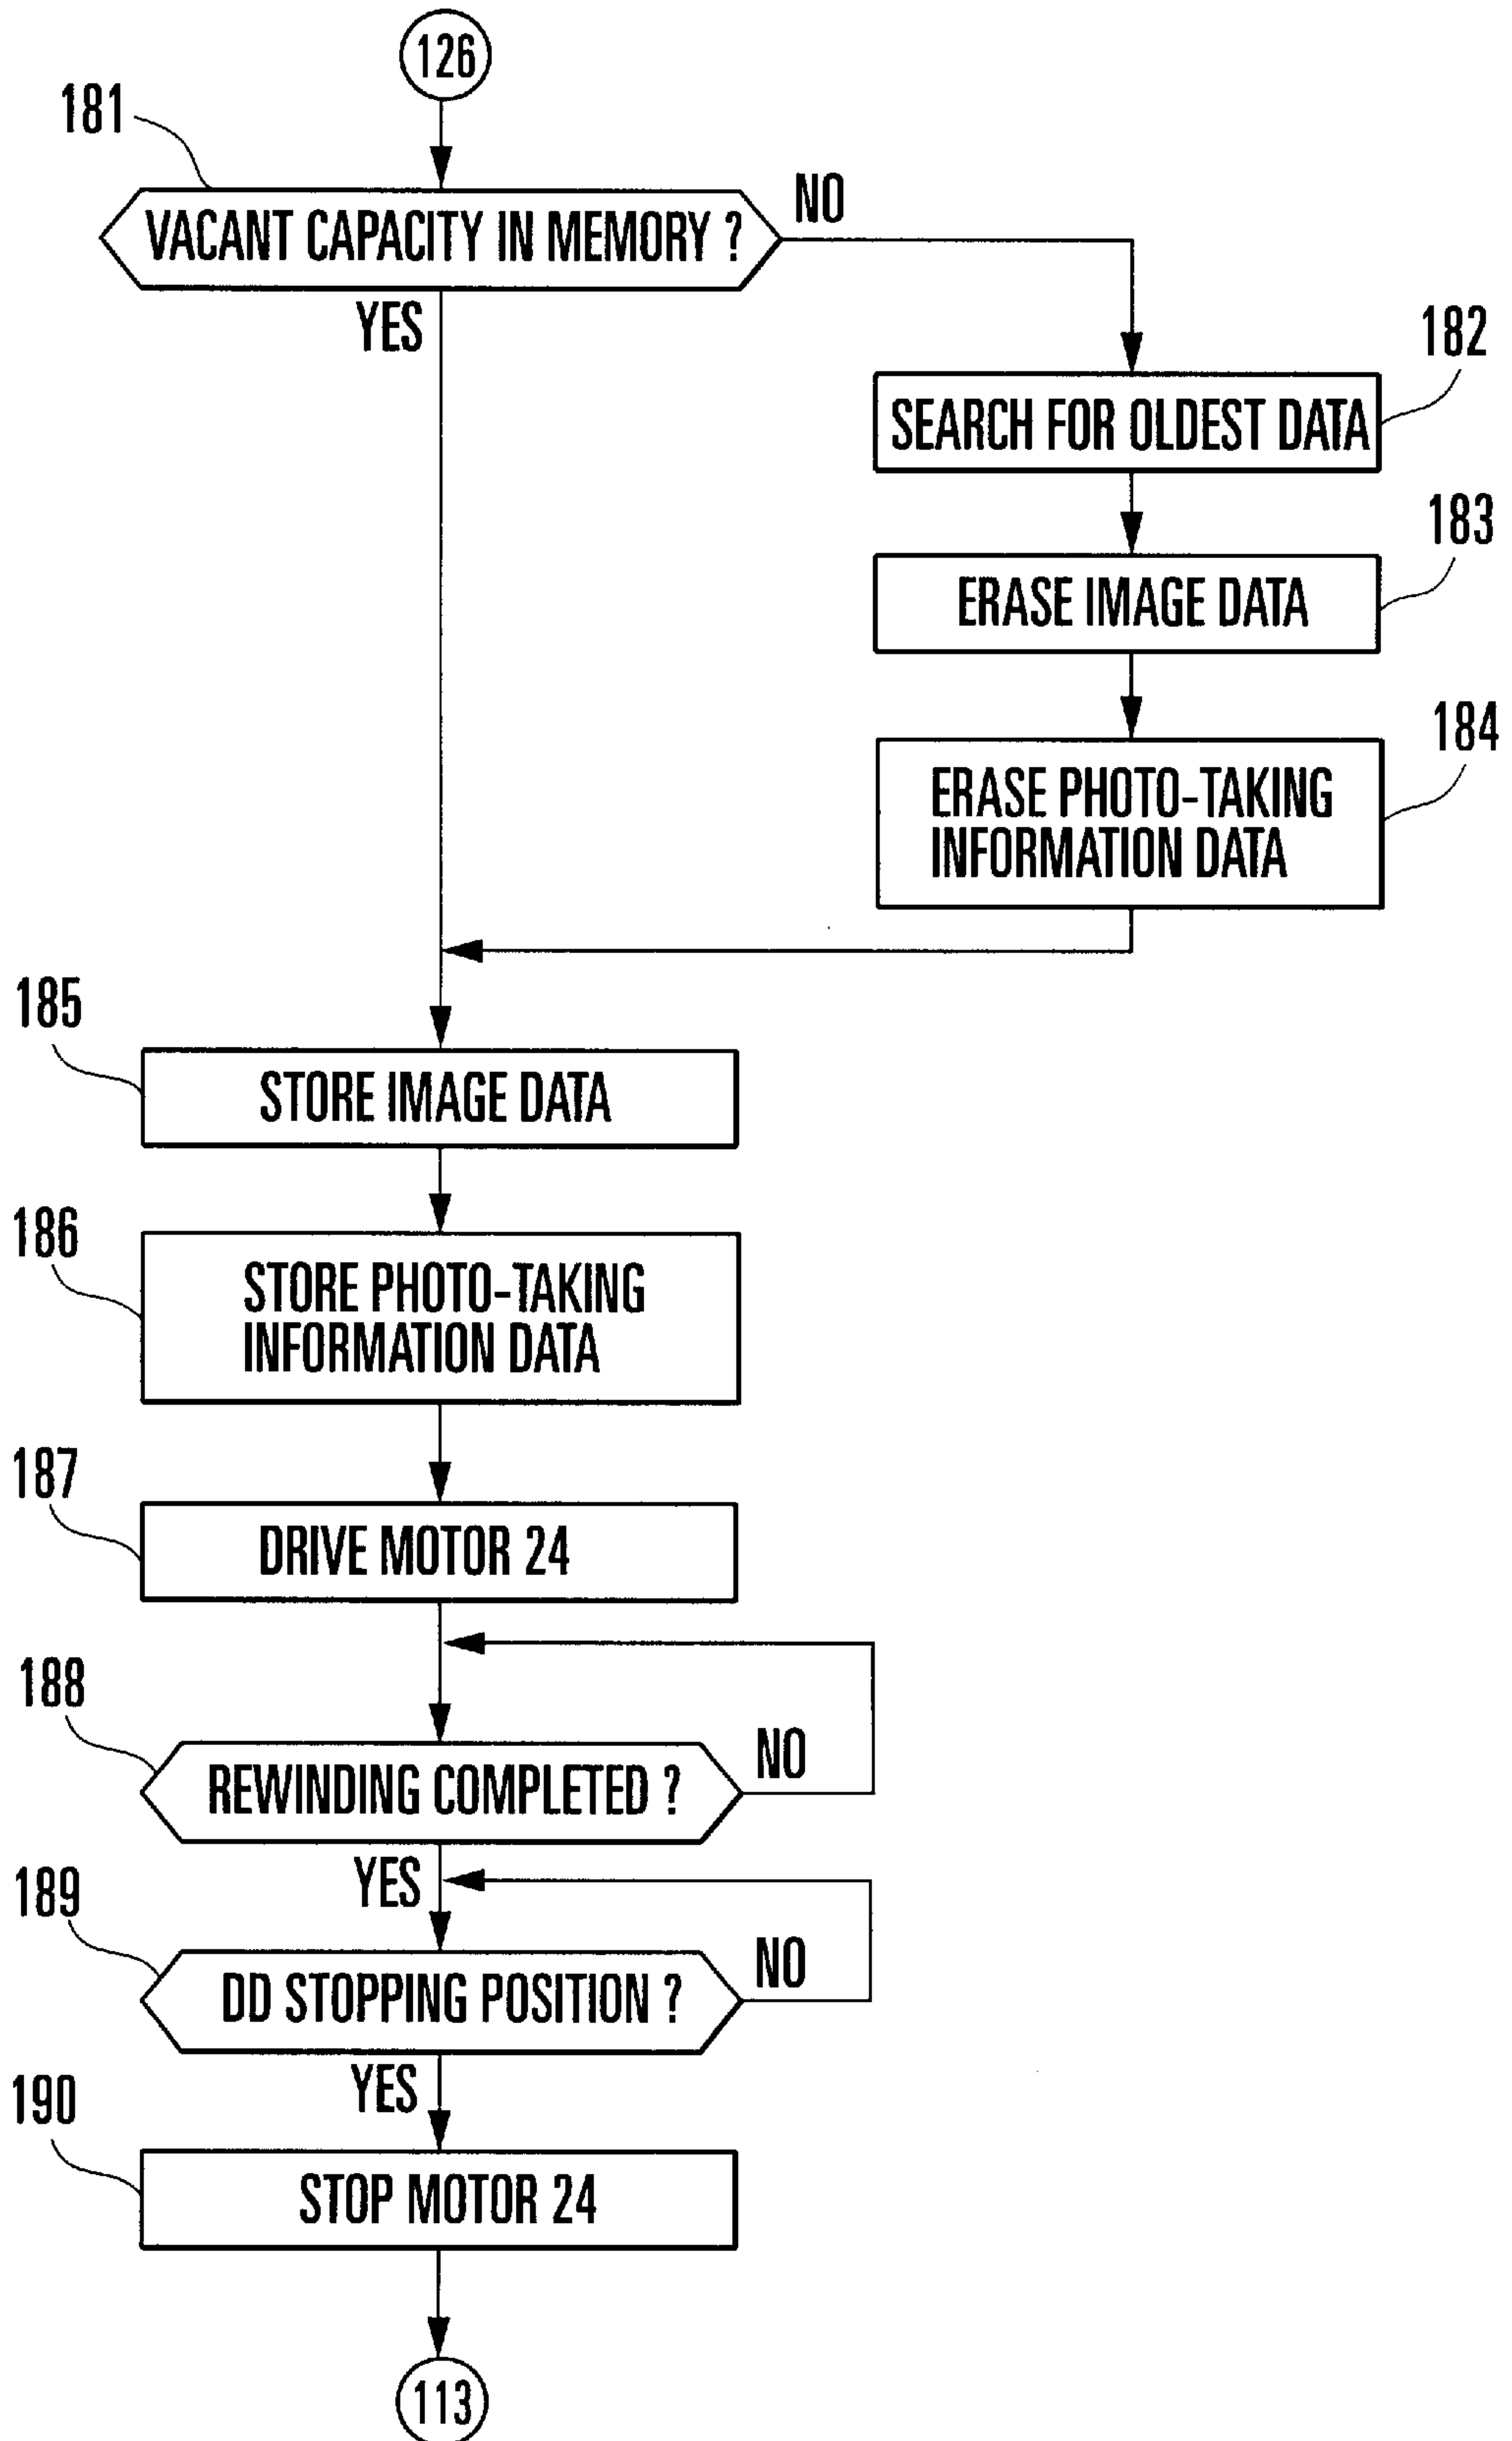 126
181
VACANT CAPACITY IN MEMORY ?
NO
YES
182
SEARCH FOR OLDEST DATA
183
ERASE IMAGE DATA
184
ERASE PHOTO-TAKING
INFORMATION DATA
185
STORE IMAGE DATA
186
STORE PHOTO-TAKING
INFORMATION DATA
187
DRIVE MOTOR 24
188
REWINDING COMPLETED ?
NO
YES
189
DD STOPPING POSITION ?
NO
YES
190
STOP MOTOR 24
113